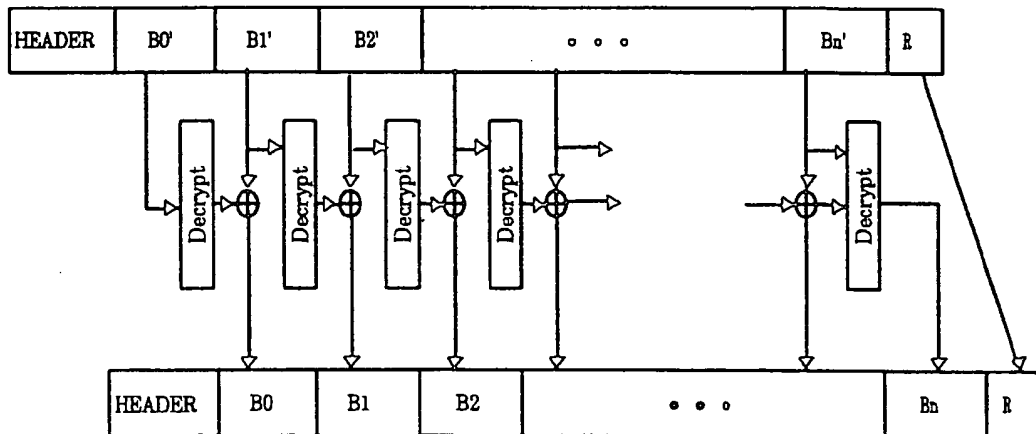 HEADER B0' B1' B2' o o o Bn' R
Decrypt Decrypt Decrypt Decrypt Decrypt
HEADER B0 B1 B2 o o o Bn R